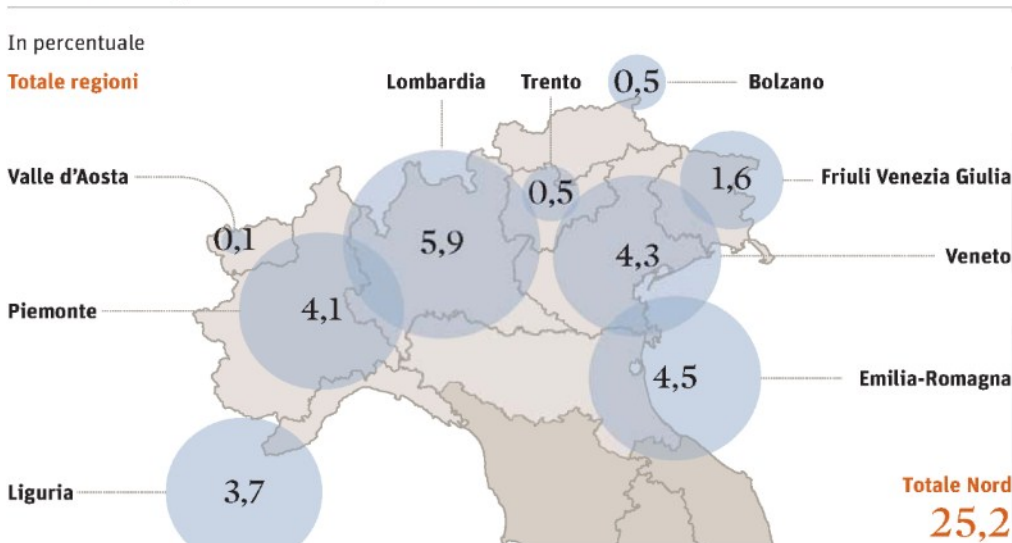 In percentuale
Totale regioni
Lombardia
Trento
0,5
Bolzano
Valle d'Aosta
0,1
5,9
0,5
1,6
Friuli Venezia Giulia
4,3
Veneto
Piemonte
4,1
4,5
Emilia-Romagna
Liguria
3,7
Totale Nord
25,2